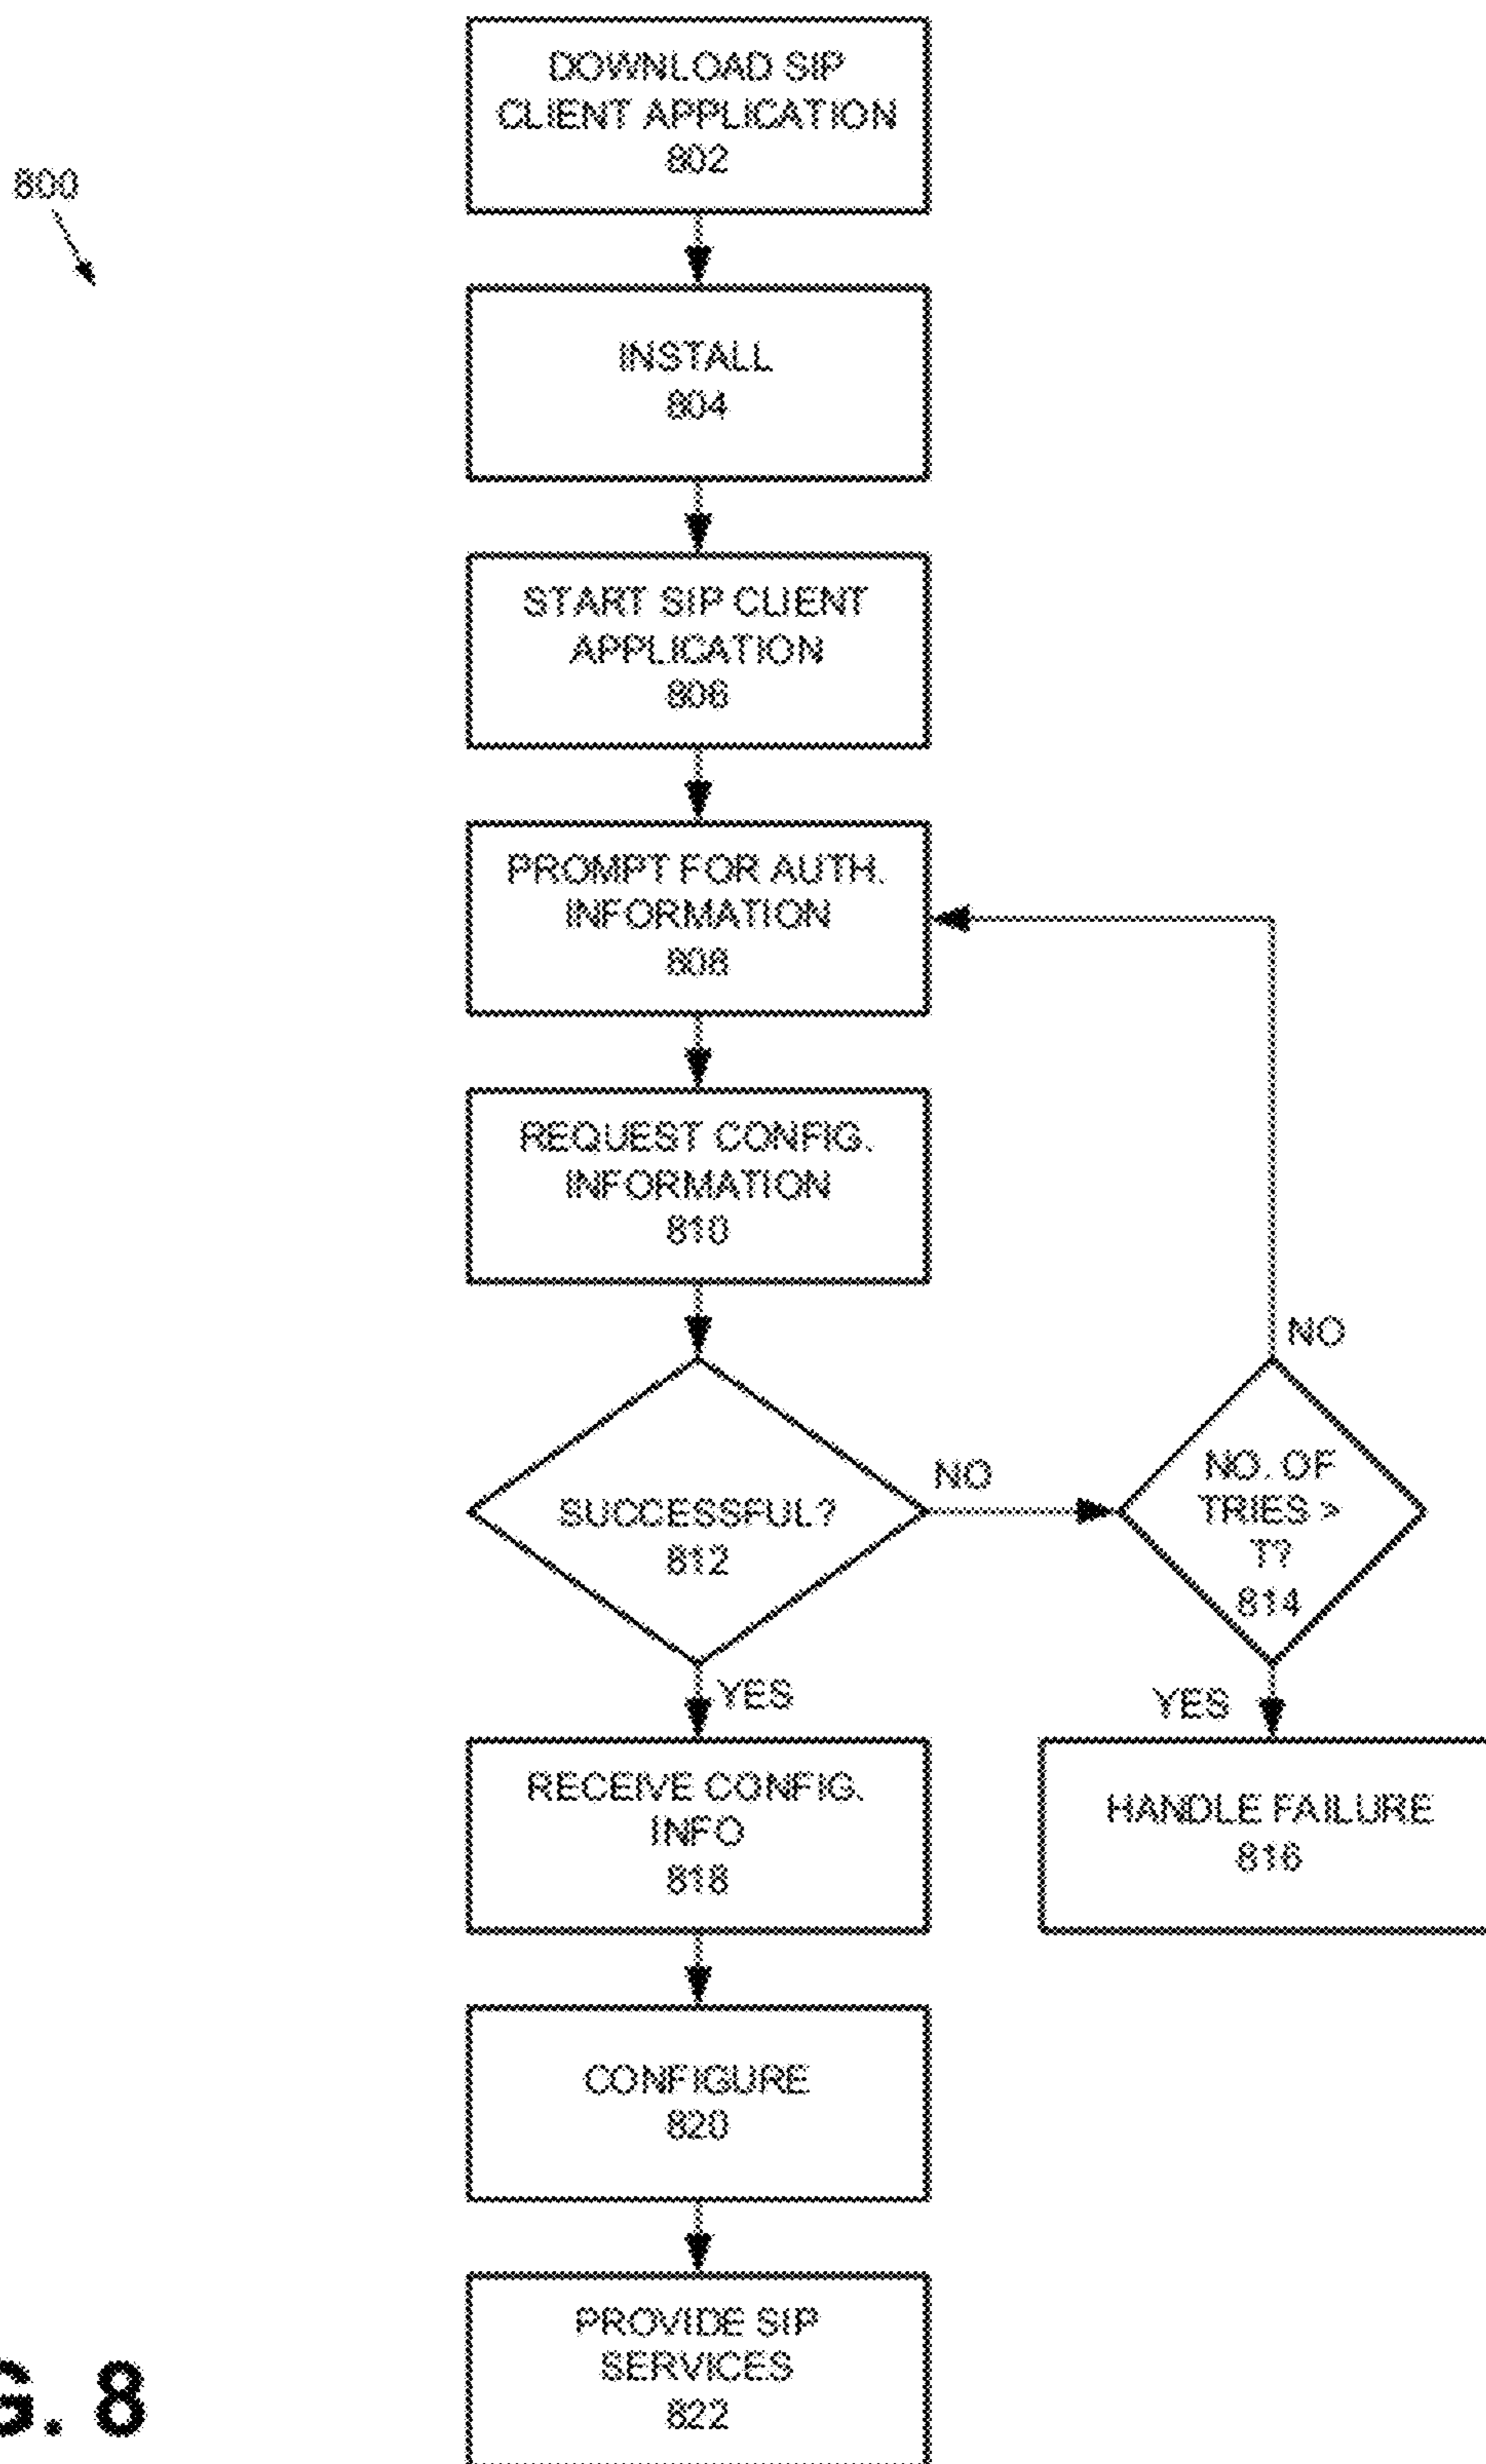 800
DOWNLOAD SIP
CLIENT APPLICATION
802
INSTALL
804
START SIP CLIENT
APPLICATION
806
PROMPT FOR AUTH.
INFORMATION
808
REQUEST CONFIG.
INFORMATION
810
SUCCESSFUL?
812
NO
NO. OF
TRIES >
T?
814
NO
YES
HANDLE FAILURE
816
YES
RECEIVE CONFIG.
INFO
818
CONFIGURE
820
PROVIDE SIP
SERVICES
822
G. 8